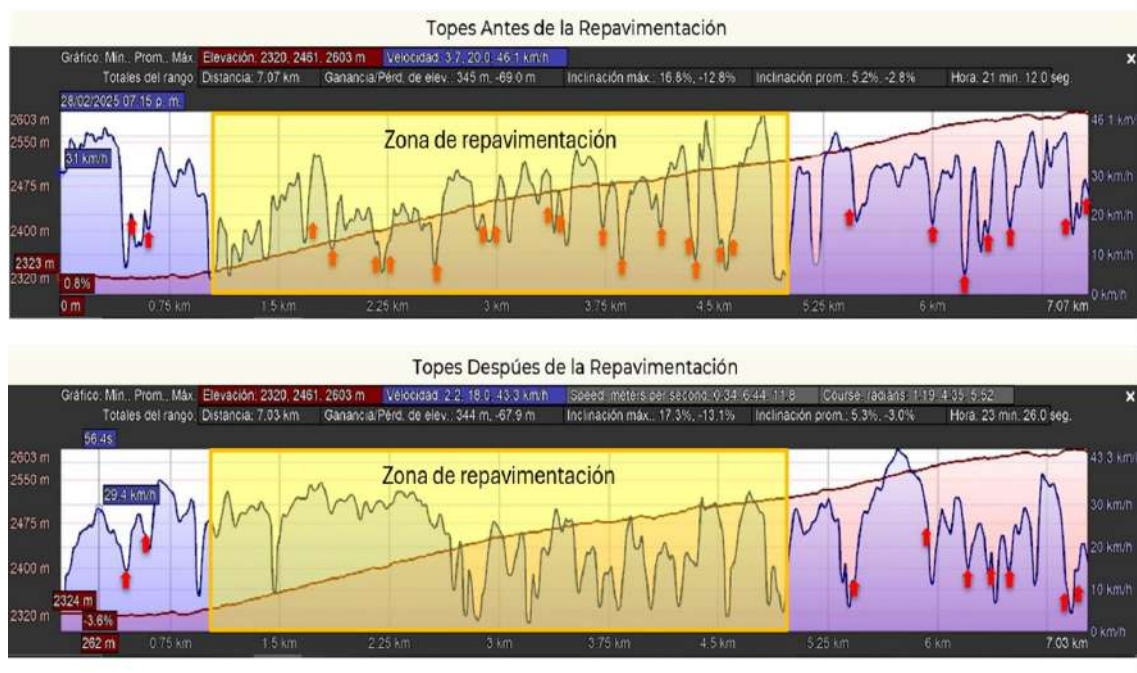 Topes Antes de la Repavimentación
Gráfico: Mín., Prom., Máx. Elevación: 2320, 2461, 2603 m Velocidad: 3.7, 20.0, 46.1 km/h
Totales del rango: Distancia: 7.07 km Ganancia/Pérd. de elev.: 345 m, -69.0 m Inclinación máx.: 16.8%, -12.8% Inclinación prom.: 5.2%, -2.8% Hora: 21 min. 12.0 seg. x
28/02/2025 07:15 p. m.
2603 m 46.1 km/h
2550 m Zona de repavimentación
31 km/h
2475 m 30 km/h
2400 m 20 km/h
2323 m 10 km/h
2320 m 0.8% 0 km/h
0 m 0.75 km 1.5 km 2.25 km 3 km 3.75 km 4.5 km 5.25 km 6 km 7.07 km
Topes Despúes de la Repavimentación
Gráfico: Mín., Prom., Máx. Elevación: 2320, 2461, 2603 m Velocidad: 2.2, 18.0, 43.3 km/h Speed, meters per second: 0.34, 6.44, 11.8 Course, radians: 1.19, 4.35, 5.52
Totales del rango: Distancia: 7.03 km Ganancia/Pérd. de elev.: 344 m, -67.9 m Inclinación máx.: 17.3%, -13.1% Inclinación prom.: 5.3%, -3.0% Hora: 23 min. 26.0 seg. x
56.4s
2603 m 43.3 km/h
2550 m Zona de repavimentación
29.4 km/h 30 km/h
2475 m
2400 m 20 km/h
2324 m 10 km/h
2320 m -3.6% 0 km/h
262 m 0.75 km 1.5 km 2.25 km 3 km 3.75 km 4.5 km 5.25 km 6 km 7.03 km